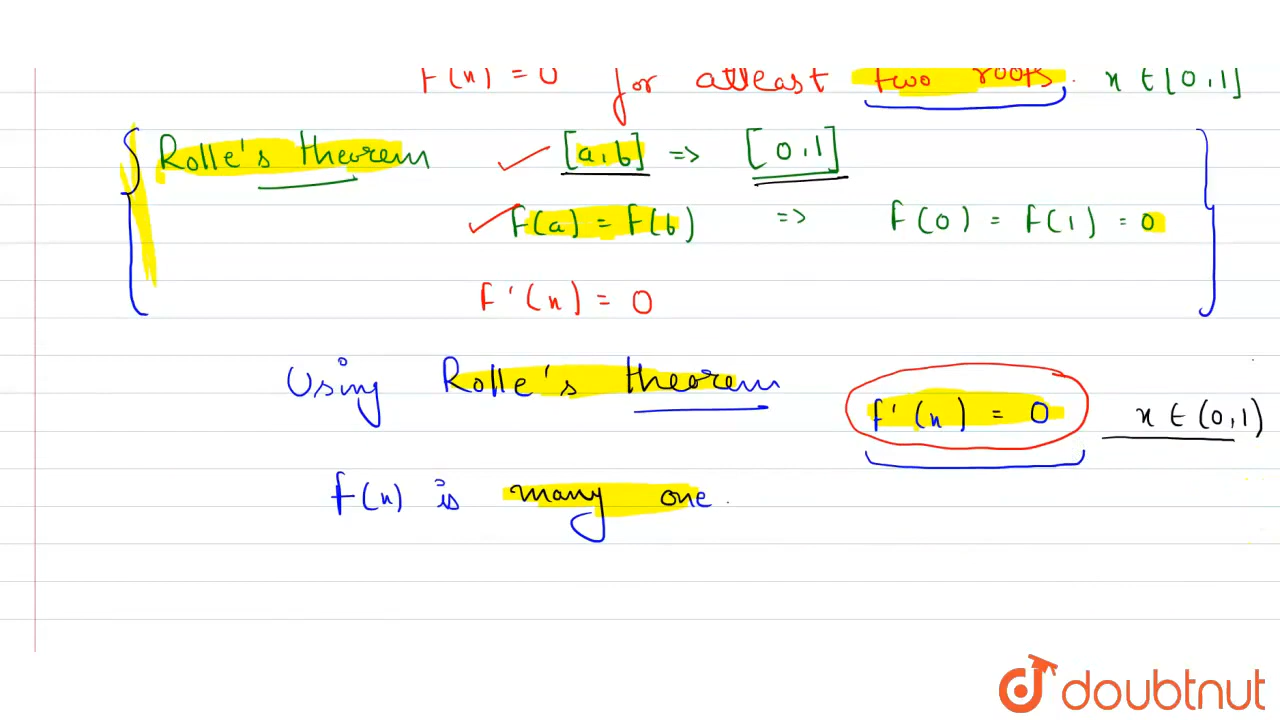 f(x) = 0 for atleast two roots. x ∈ [0,1]
Rolle's theorem [a,b] => [0,1]
f(a) = f(b) => f(0) = f(1) = 0
f'(x) = 0
Using Rolle's theorem f'(x) = 0 x ∈ (0,1)
f(x) is many one.
doubtnut